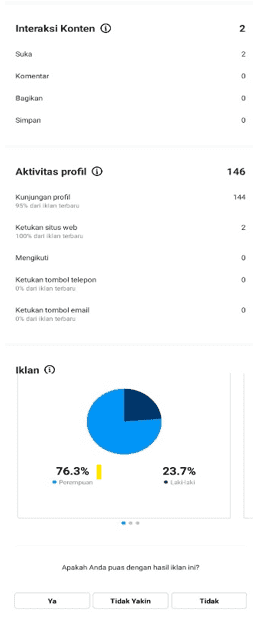 Interaksi Konten 2
Suka 2
Komentar 0
Bagikan 0
Simpan 0
Aktivitas profil 146
Kunjungan profil 144
95% dari iklan terbaru
Ketukan situs web 2
100% dari iklan terbaru
Mengikuti 0
Ketukan tombol telepon 0
0% dari iklan terbaru
Ketukan tombol email 0
0% dari iklan terbaru
Iklan
76.3% 23.7%
Perempuan Laki-laki
Apakah Anda puas dengan hasil iklan ini?
Ya Tidak Yakin Tidak